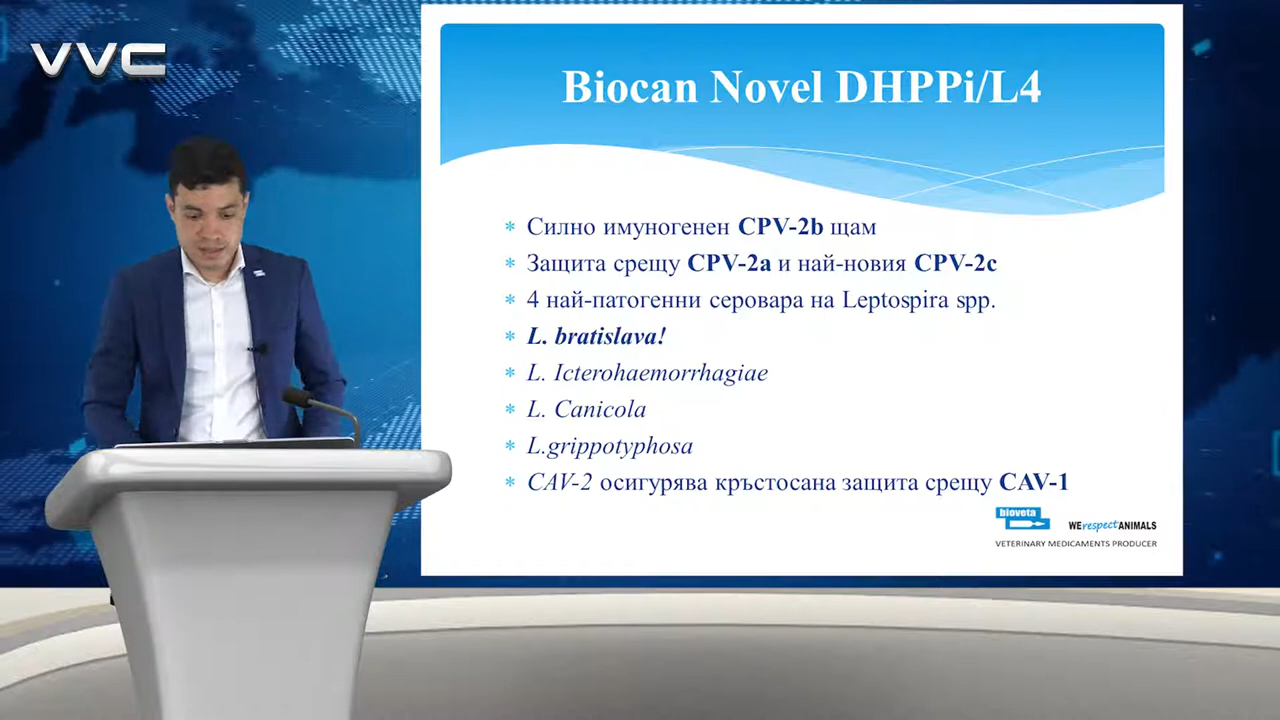 VVC
Biocan Novel DHPPi/L4
* Силно имуногенен CPV-2b щам
* Защита срещу CPV-2a и най-новия CPV-2c
* 4 най-патогенни серовара на Leptospira spp.
* L. bratislava!
* L. Icterohaemorrhagiae
* L. Canicola
* L.grippotyphosa
* CAV-2 осигурява кръстосана защита срещу CAV-1
bioveta
WE respect ANIMALS
VETERINARY MEDICAMENTS PRODUCER